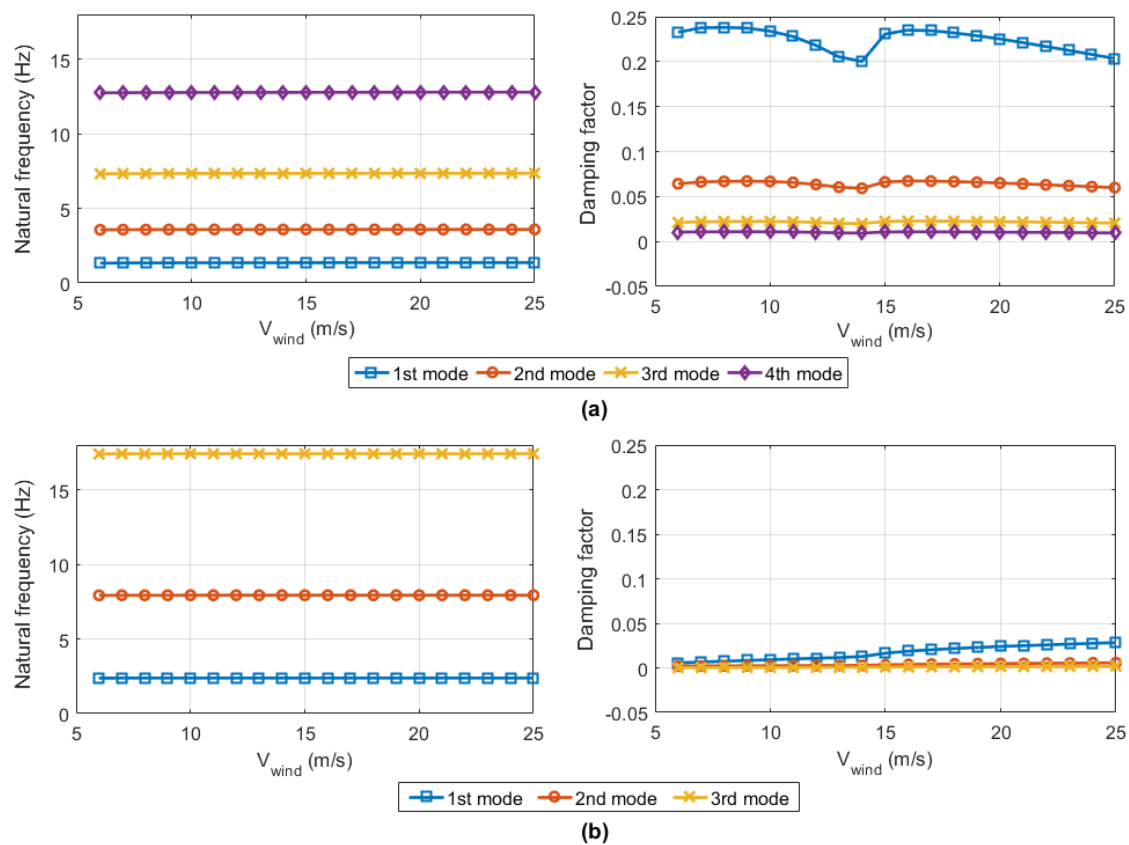 Natural frequency (Hz)
15
10
5
0
5 10 15 20 25
V_wind (m/s)
Damping factor
0.25
0.2
0.15
0.1
0.05
0
-0.05
5 10 15 20 25
V_wind (m/s)
1st mode 2nd mode 3rd mode 4th mode
(a)
Natural frequency (Hz)
15
10
5
0
5 10 15 20 25
V_wind (m/s)
Damping factor
0.25
0.2
0.15
0.1
0.05
0
-0.05
5 10 15 20 25
V_wind (m/s)
1st mode 2nd mode 3rd mode
(b)